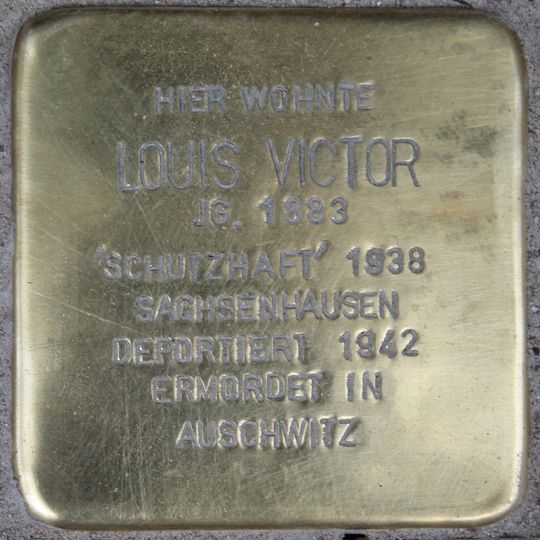 HIER WOHNTE
LOUIS VICTOR
JG. 1883
'SCHUTZHAFT' 1938
SACHSENHAUSEN
DEPORTIERT 1942
ERMORDET IN
AUSCHWITZ